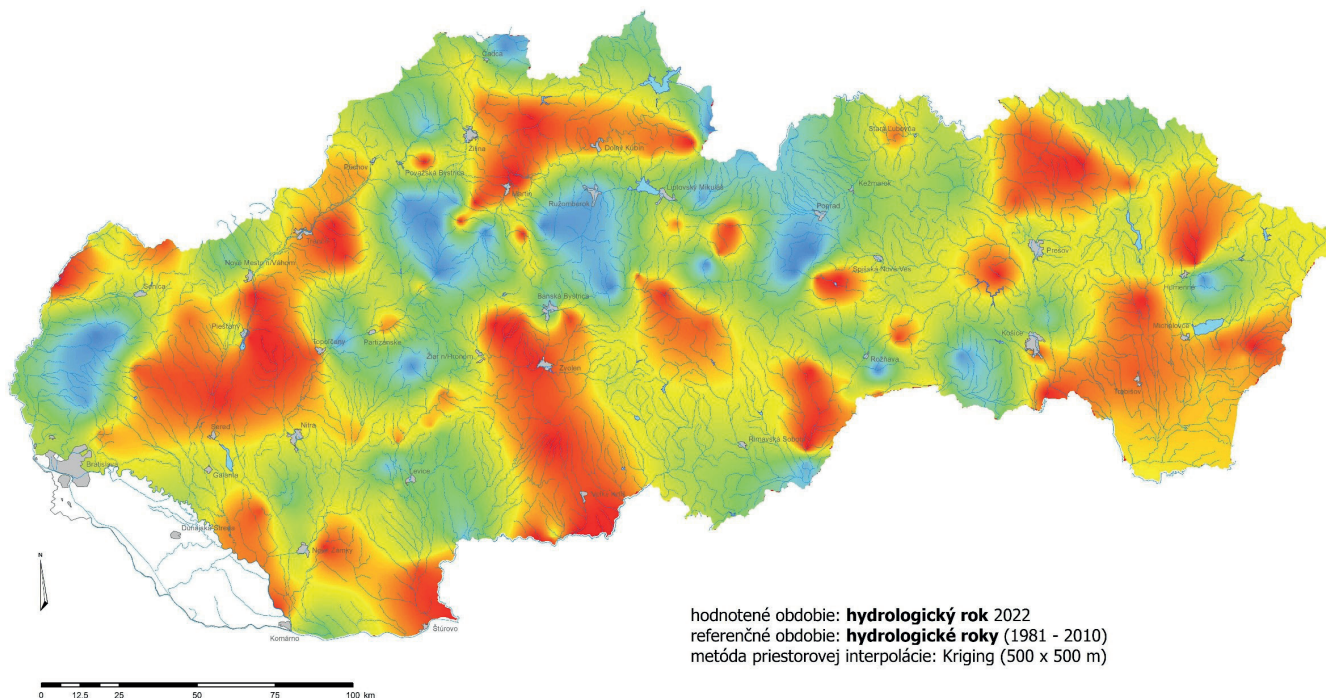 Čadca
Stará Ľubovňa
Žilina
Dolný Kubín
Púchov
Považská Bystrica
Martin
Ružomberok
Liptovský Mikuláš
Kežmarok
Poprad
Trenčín
Prešov
Nové Mesto n/Váhom
Spišská Nová Ves
Senica
Humenné
Banská Bystrica
Piešťany
Michalovce
Topoľčany
Partizánske
Košice
Žiar n/Hronom
Zvolen
Rožňava
Trebišov
Sereď
Nitra
Rimavská Sobota
Bratislava
Galanta
Levice
Dunajská Streda
Nové Zámky
N
Komárno
Štúrovo
hodnotené obdobie: hydrologický rok 2022
referenčné obdobie: hydrologické roky (1981 - 2010)
metóda priestorovej interpolácie: Kriging (500 x 500 m)
0 12.5 25 50 75 100 km